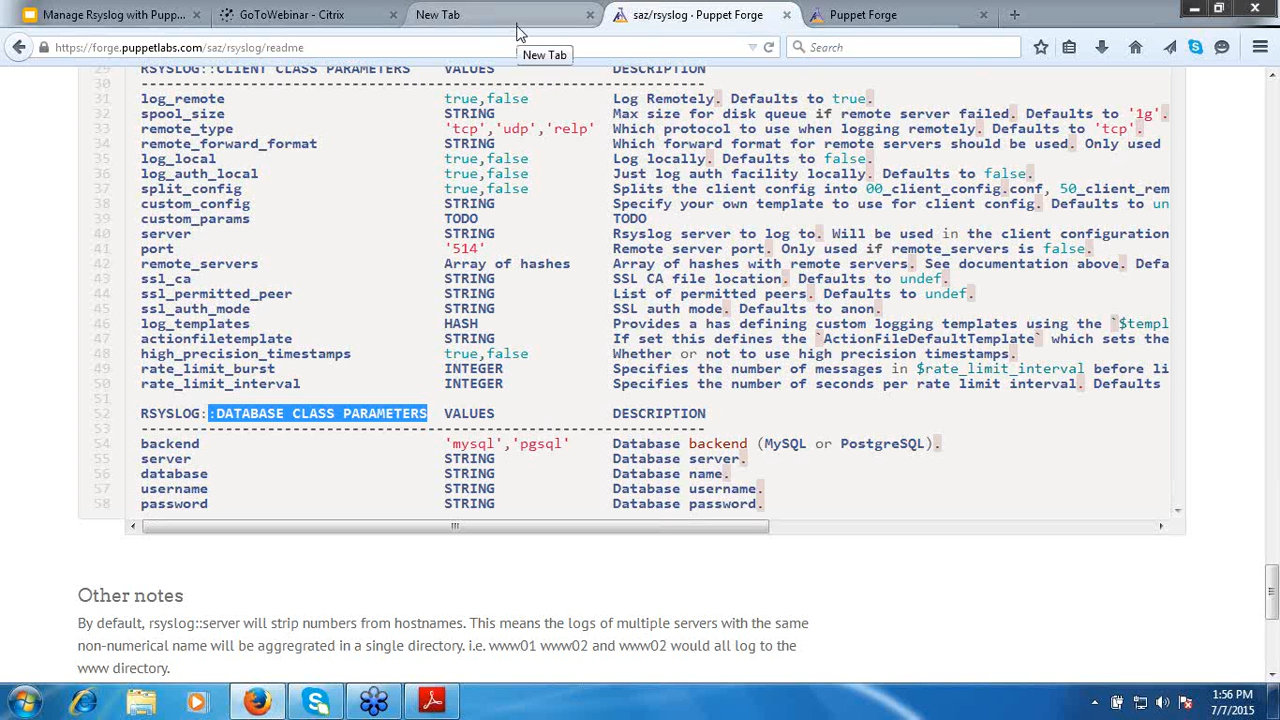 Manage Rsyslog with Pupp...
GoToWebinar - Citrix
New Tab
saz/rsyslog - Puppet Forge
Puppet Forge
https://forge.puppetlabs.com/saz/rsyslog/readme
Search
New Tab
29 RSYSLOG::CLIENT CLASS PARAMETERS VALUES DESCRIPTION
30 -------------------------------------------------------------------
31 log_remote true,false Log Remotely. Defaults to true.
32 spool_size STRING Max size for disk queue if remote server failed. Defaults to '1g'.
33 remote_type 'tcp','udp','relp' Which protocol to use when logging remotely. Defaults to 'tcp'.
34 remote_forward_format STRING Which forward format for remote servers should be used. Only used
35 log_local true,false Log locally. Defaults to false.
36 log_auth_local true,false Just log auth facility locally. Defaults to false.
37 split_config true,false Splits the client config into 00_client_config.conf, 50_client_rem
38 custom_config STRING Specify your own template to use for client config. Defaults to un
39 custom_params TODO TODO
40 server STRING Rsyslog server to log to. Will be used in the client configuration
41 port '514' Remote server port. Only used if remote_servers is false.
42 remote_servers Array of hashes Array of hashes with remote servers. See documentation above. Defa
43 ssl_ca STRING SSL CA file location. Defaults to undef.
44 ssl_permitted_peer STRING List of permitted peers. Defaults to undef.
45 ssl_auth_mode STRING SSL auth mode. Defaults to anon.
46 log_templates HASH Provides a has defining custom logging templates using the `$templ
47 actionfiletemplate STRING If set this defines the `ActionFileDefaultTemplate` which sets the
48 high_precision_timestamps true,false Whether or not to use high precision timestamps.
49 rate_limit_burst INTEGER Specifies the number of messages in $rate_limit_interval before li
50 rate_limit_interval INTEGER Specifies the number of seconds per rate limit interval. Defaults
51
52 RSYSLOG::DATABASE CLASS PARAMETERS VALUES DESCRIPTION
53 -------------------------------------------------------------------
54 backend 'mysql','pgsql' Database backend (MySQL or PostgreSQL).
55 server STRING Database server.
56 database STRING Database name.
57 username STRING Database username.
58 password STRING Database password.
Other notes
By default, rsyslog::server will strip numbers from hostnames. This means the logs of multiple servers with the same
non-numerical name will be aggregrated in a single directory. i.e. www01 www02 and www02 would all log to the
www directory.
1:56 PM
7/7/2015